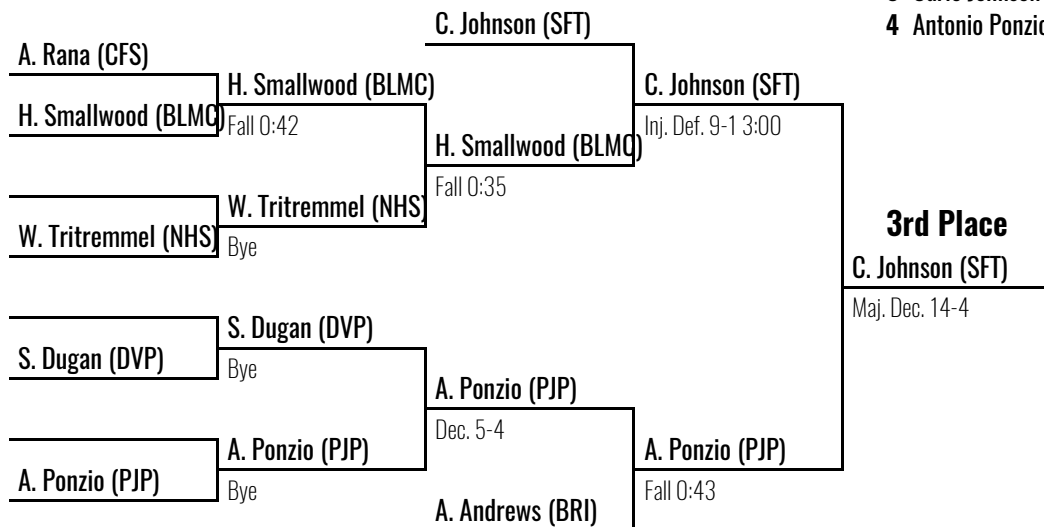 4 Antonio Ponzio
C. Johnson (SFT)
A. Rana (CFS)
H. Smallwood (BLMC)
C. Johnson (SFT)
H. Smallwood (BLMC)
Fall 0:42
Inj. Def. 9-1 3:00
H. Smallwood (BLMC)
Fall 0:35
W. Tritremmel (NHS)
W. Tritremmel (NHS)
Bye
3rd Place
C. Johnson (SFT)
Maj. Dec. 14-4
S. Dugan (DVP)
S. Dugan (DVP)
Bye
A. Ponzio (PJP)
Dec. 5-4
A. Ponzio (PJP)
A. Ponzio (PJP)
A. Ponzio (PJP)
Bye
Fall 0:43
A. Andrews (BRI)